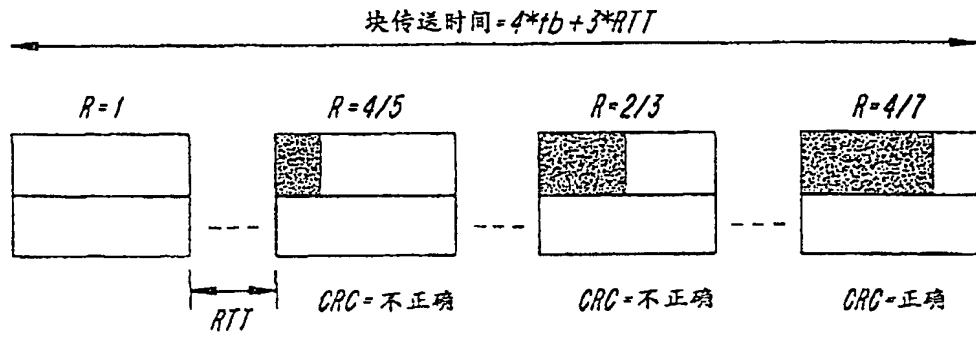 块传送时间=4*tb+3*RTT
R=1
R=4/5
R=2/3
R=4/7
RTT
CRC=不正确
CRC=不正确
CRC=正确